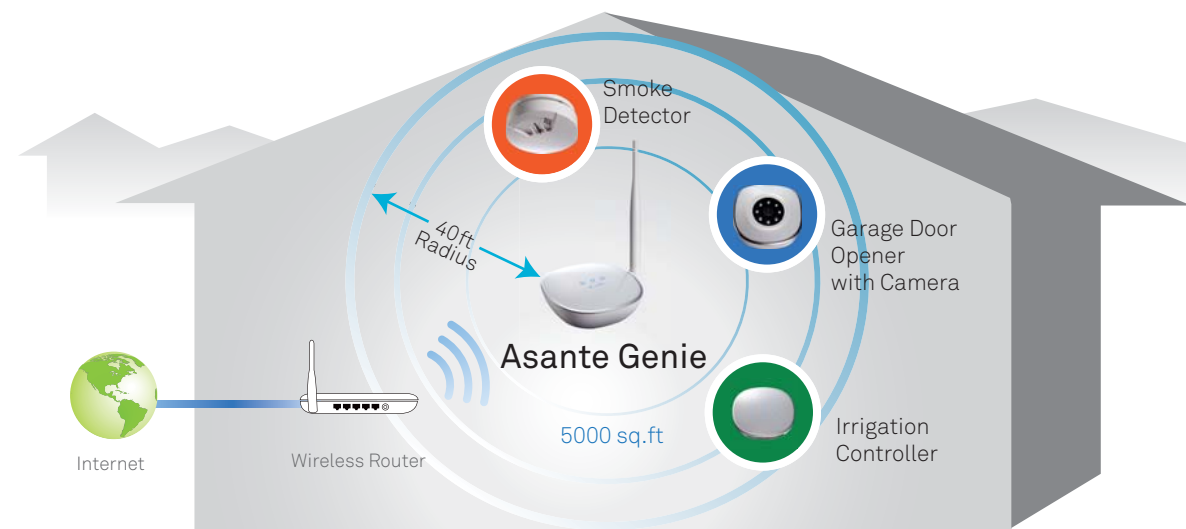 Smoke
Detector
40ft
Radius
Garage Door
Opener
with Camera
Asante Genie
5000 sq.ft
Irrigation
Controller
Internet
Wireless Router